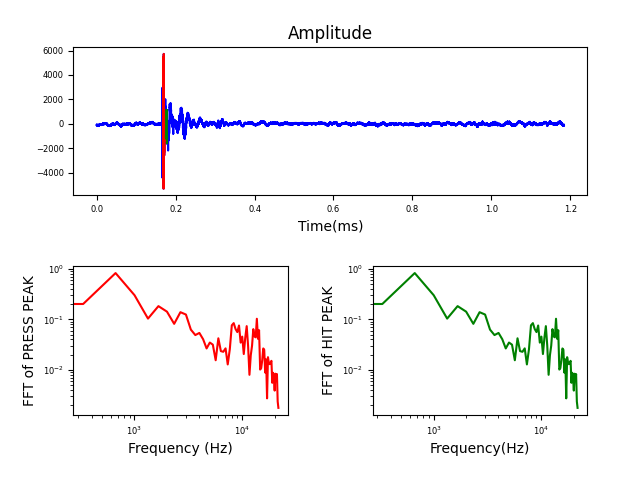 Amplitude
6000
4000
2000
0
−2000
−4000
0.0 0.2 0.4 0.6 0.8 1.0 1.2
Time(ms)
FFT of PRESS PEAK
10⁰
10⁻¹
10⁻²
10³ 10⁴
Frequency (Hz)
FFT of HIT PEAK
10⁰
10⁻¹
10⁻²
10³ 10⁴
Frequency(Hz)